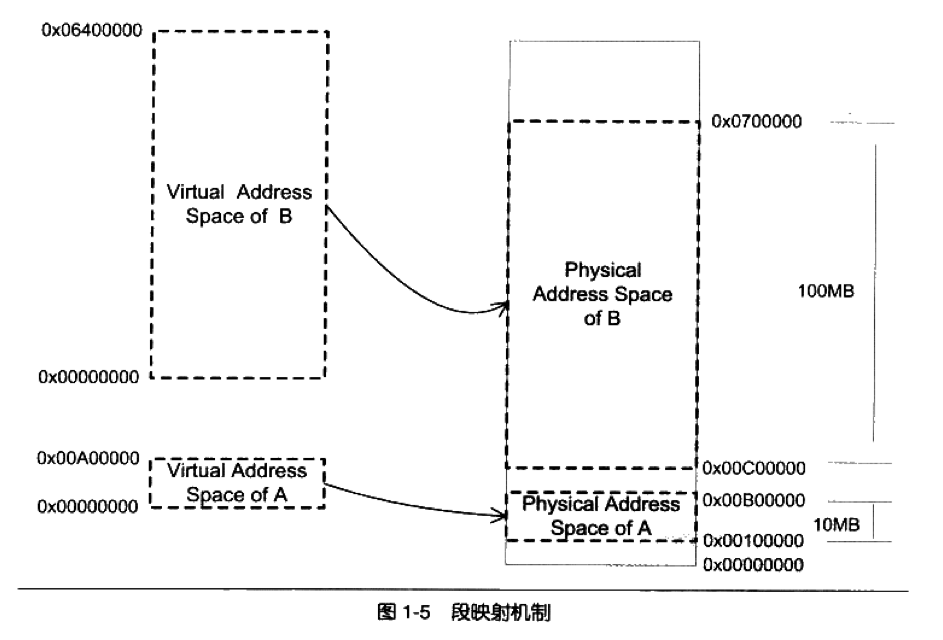 0x06400000
Virtual Address
Space of B
0x00000000
0x00A00000
Virtual Address
Space of A
0x00000000
0x0700000
Physical
Address Space
of B
100MB
0x00C00000
0x00B00000
Physical Address
Space of A
10MB
0x00100000
0x00000000
图 1-5 段映射机制